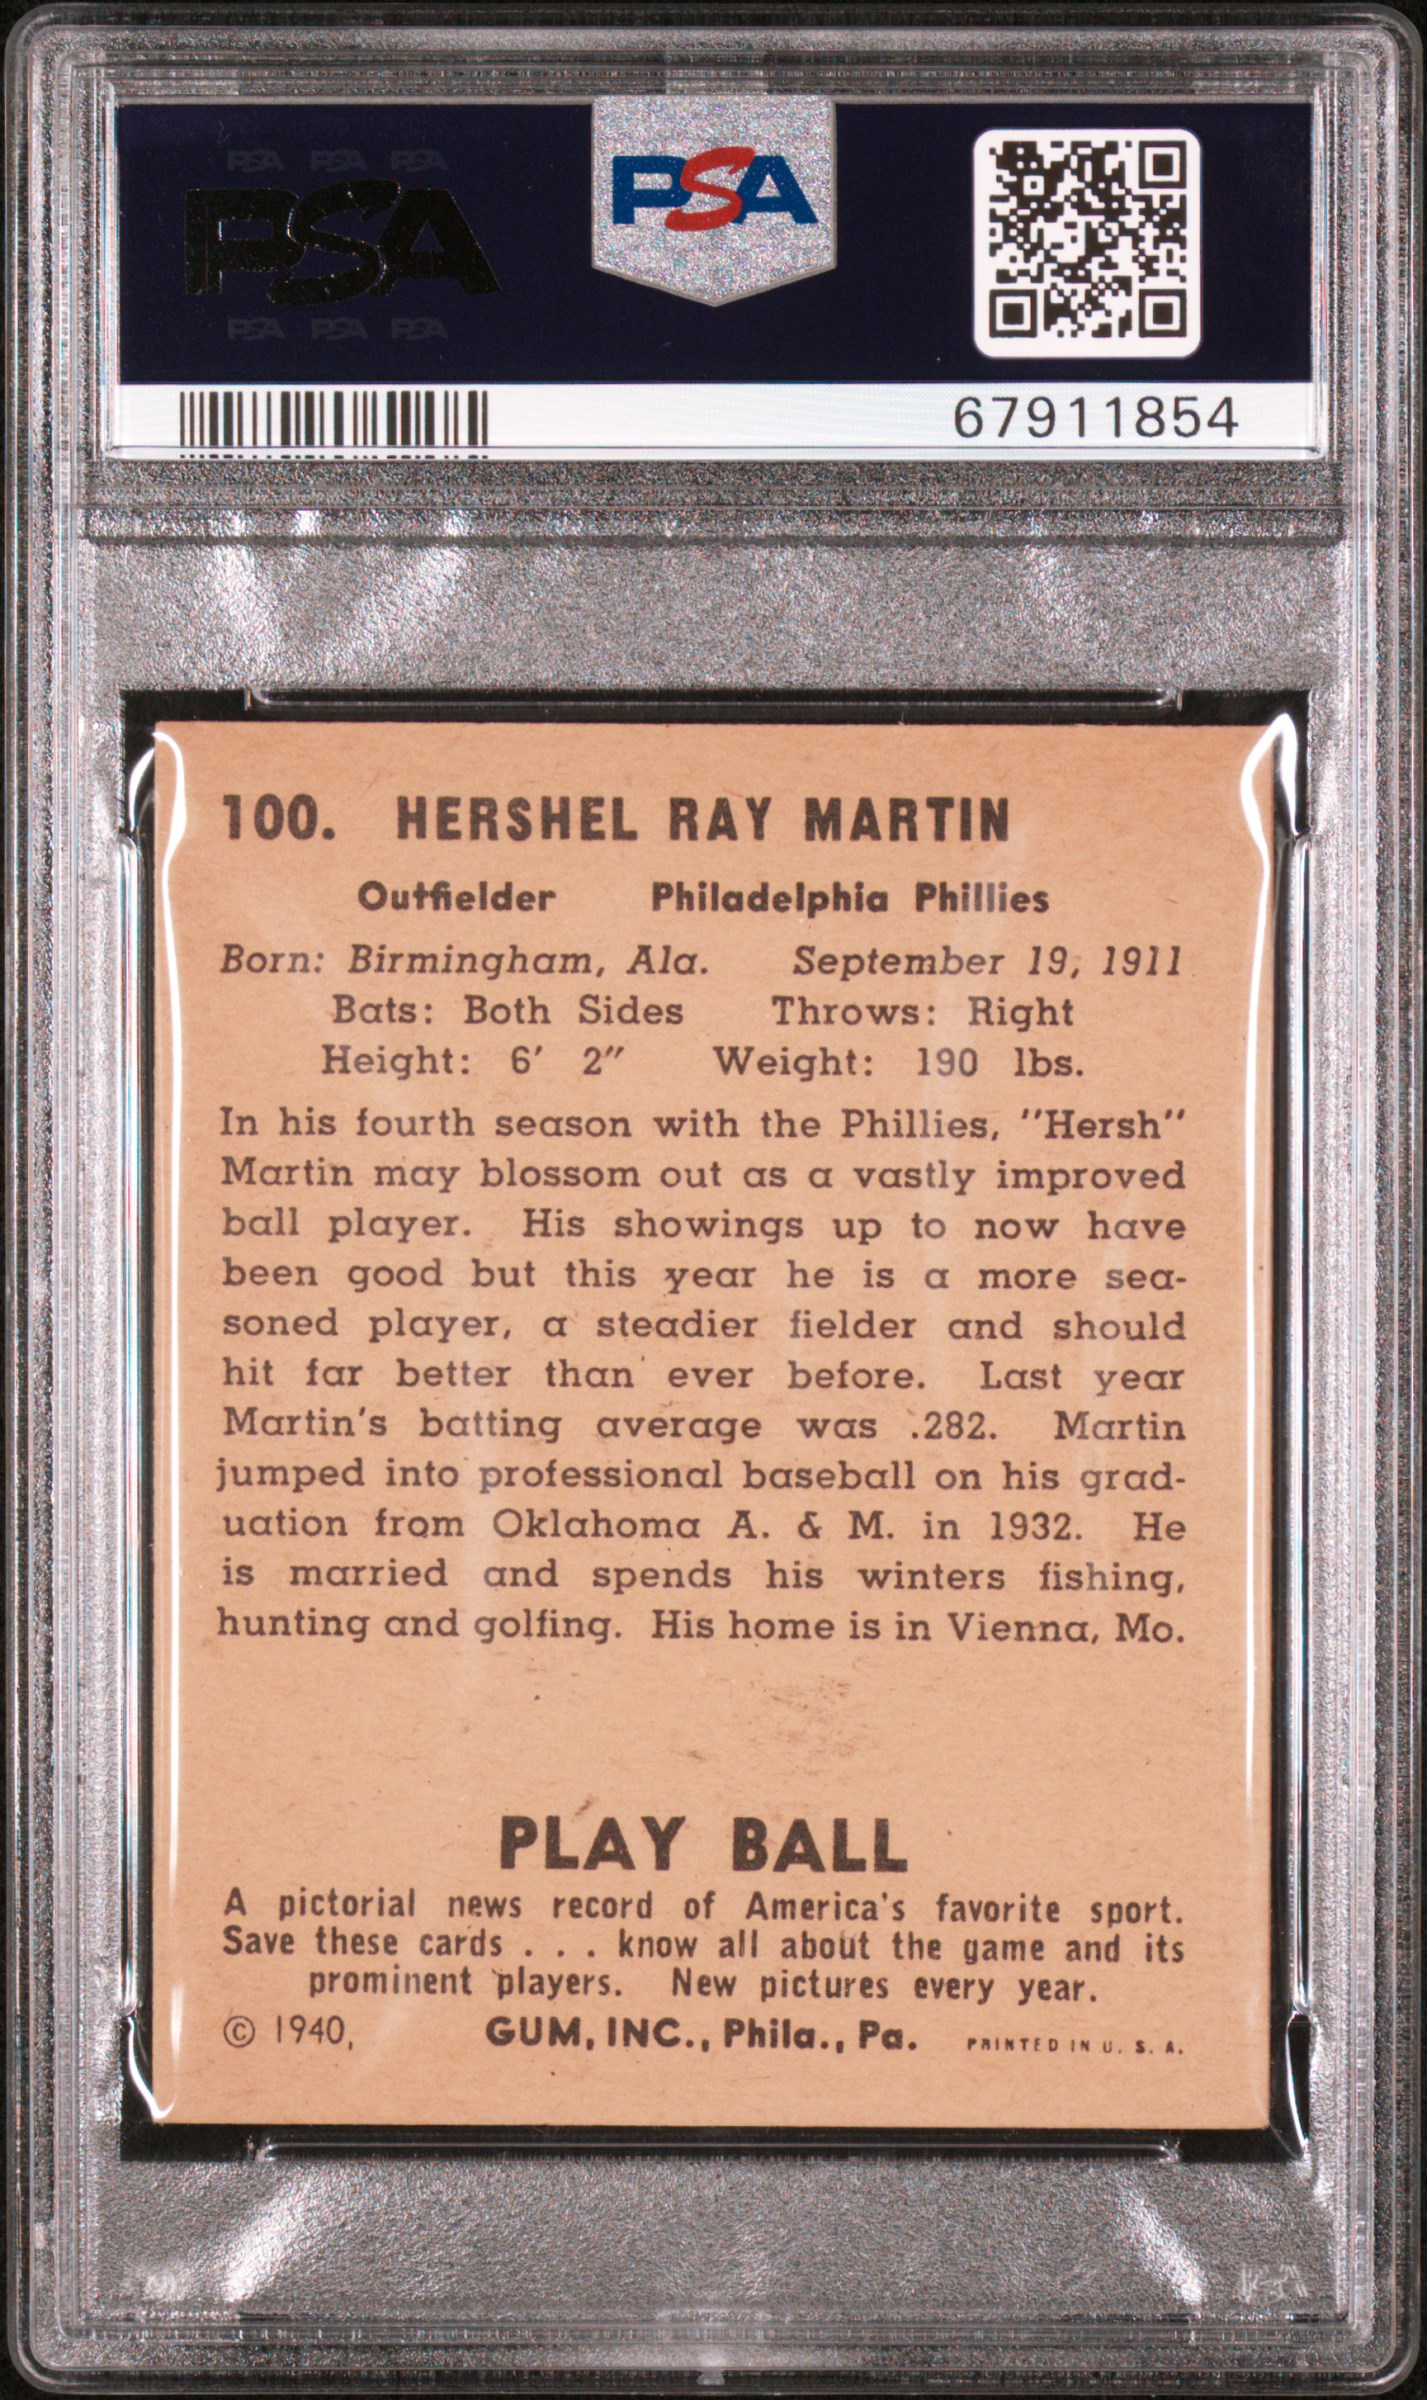 PSA PSA PSA
PSA
PSA PSA PSA
PSA
67911854
100. HERSHEL RAY MARTIN
Outfielder Philadelphia Phillies
Born: Birmingham, Ala. September 19, 1911
Bats: Both Sides Throws: Right
Height: 6' 2" Weight: 190 lbs.
In his fourth season with the Phillies, "Hersh"
Martin may blossom out as a vastly improved
ball player. His showings up to now have
been good but this year he is a more sea-
soned player, a steadier fielder and should
hit far better than ever before. Last year
Martin's batting average was .282. Martin
jumped into professional baseball on his grad-
uation from Oklahoma A. & M. in 1932. He
is married and spends his winters fishing,
hunting and golfing. His home is in Vienna, Mo.
PLAY BALL
A pictorial news record of America's favorite sport.
Save these cards . . . know all about the game and its
prominent players. New pictures every year.
© 1940, GUM, INC., Phila., Pa. PRINTED IN U. S. A.
PSA